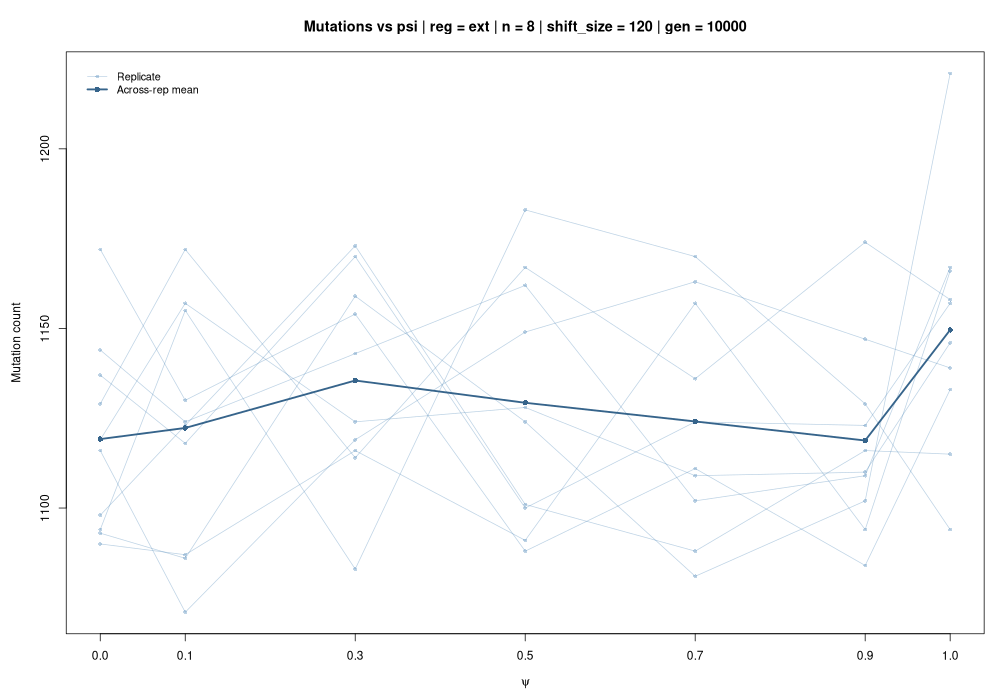 Mutations vs psi | reg = ext | n = 8 | shift_size = 120 | gen = 10000
Replicate
Across-rep mean
Mutation count
1200
1150
1100
0.0 0.1 0.3 0.5 0.7 0.9 1.0
ψ